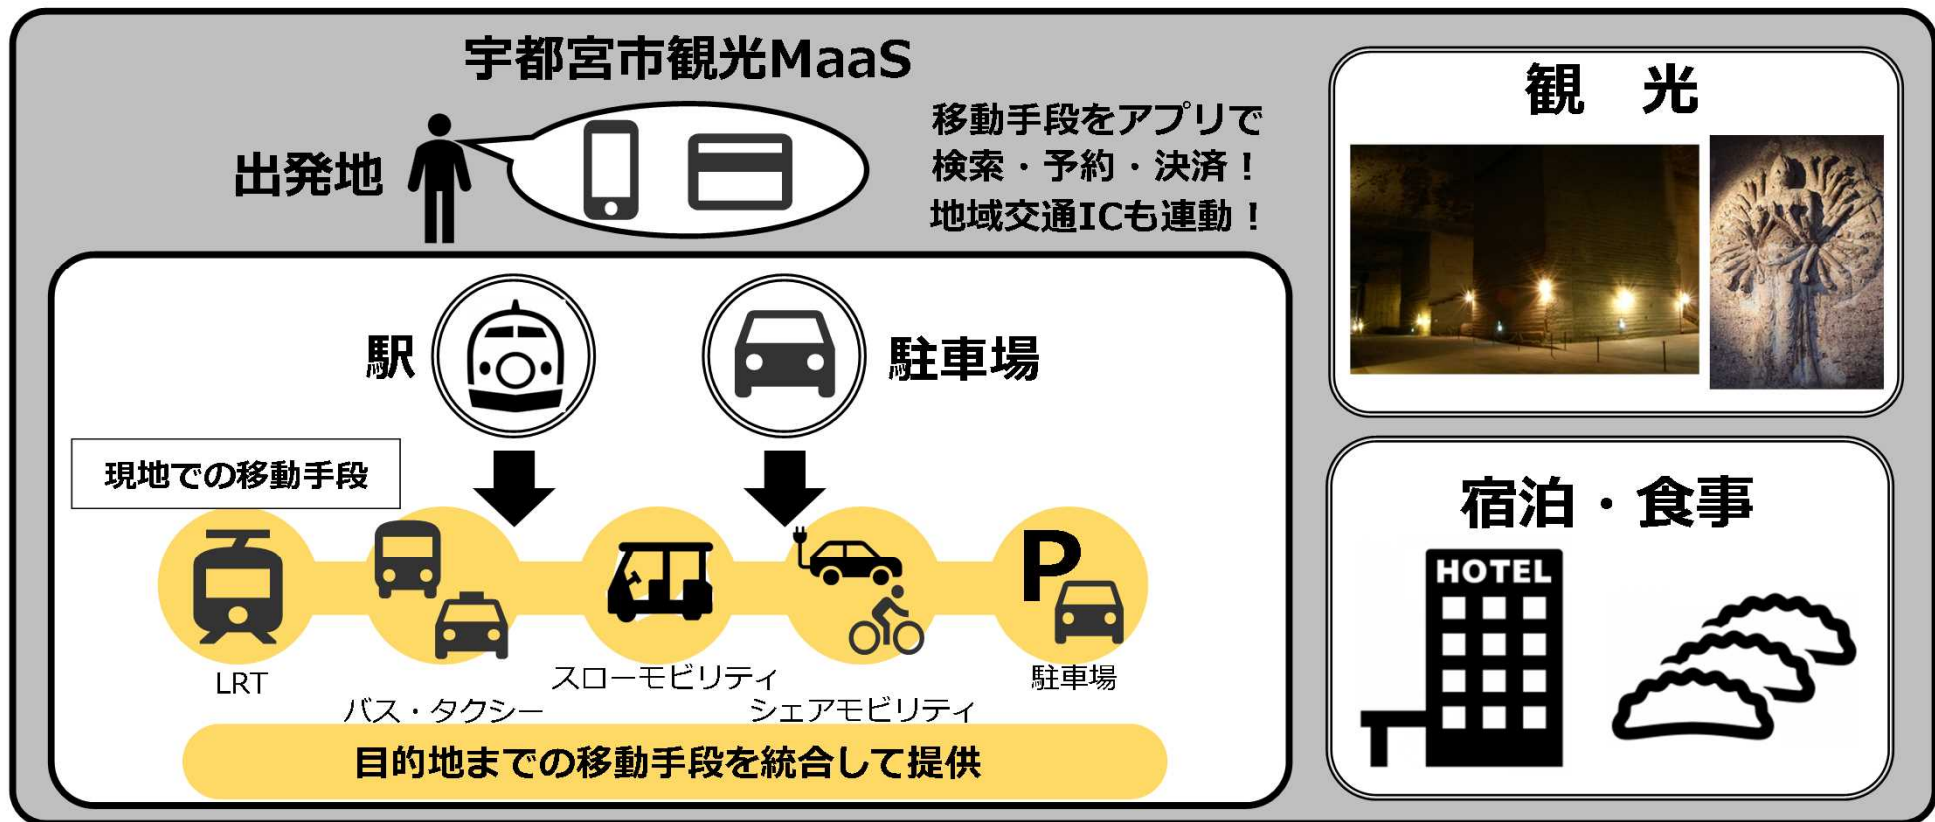 宇都宮市観光MaaS
出発地
移動手段をアプリで
検索・予約・決済！
地域交通ICも連動！
駅
駐車場
現地での移動手段
P
LRT
バス・タクシー
スローモビリティ
シェアモビリティ
駐車場
目的地までの移動手段を統合して提供
観　光
宿泊・食事
HOTEL